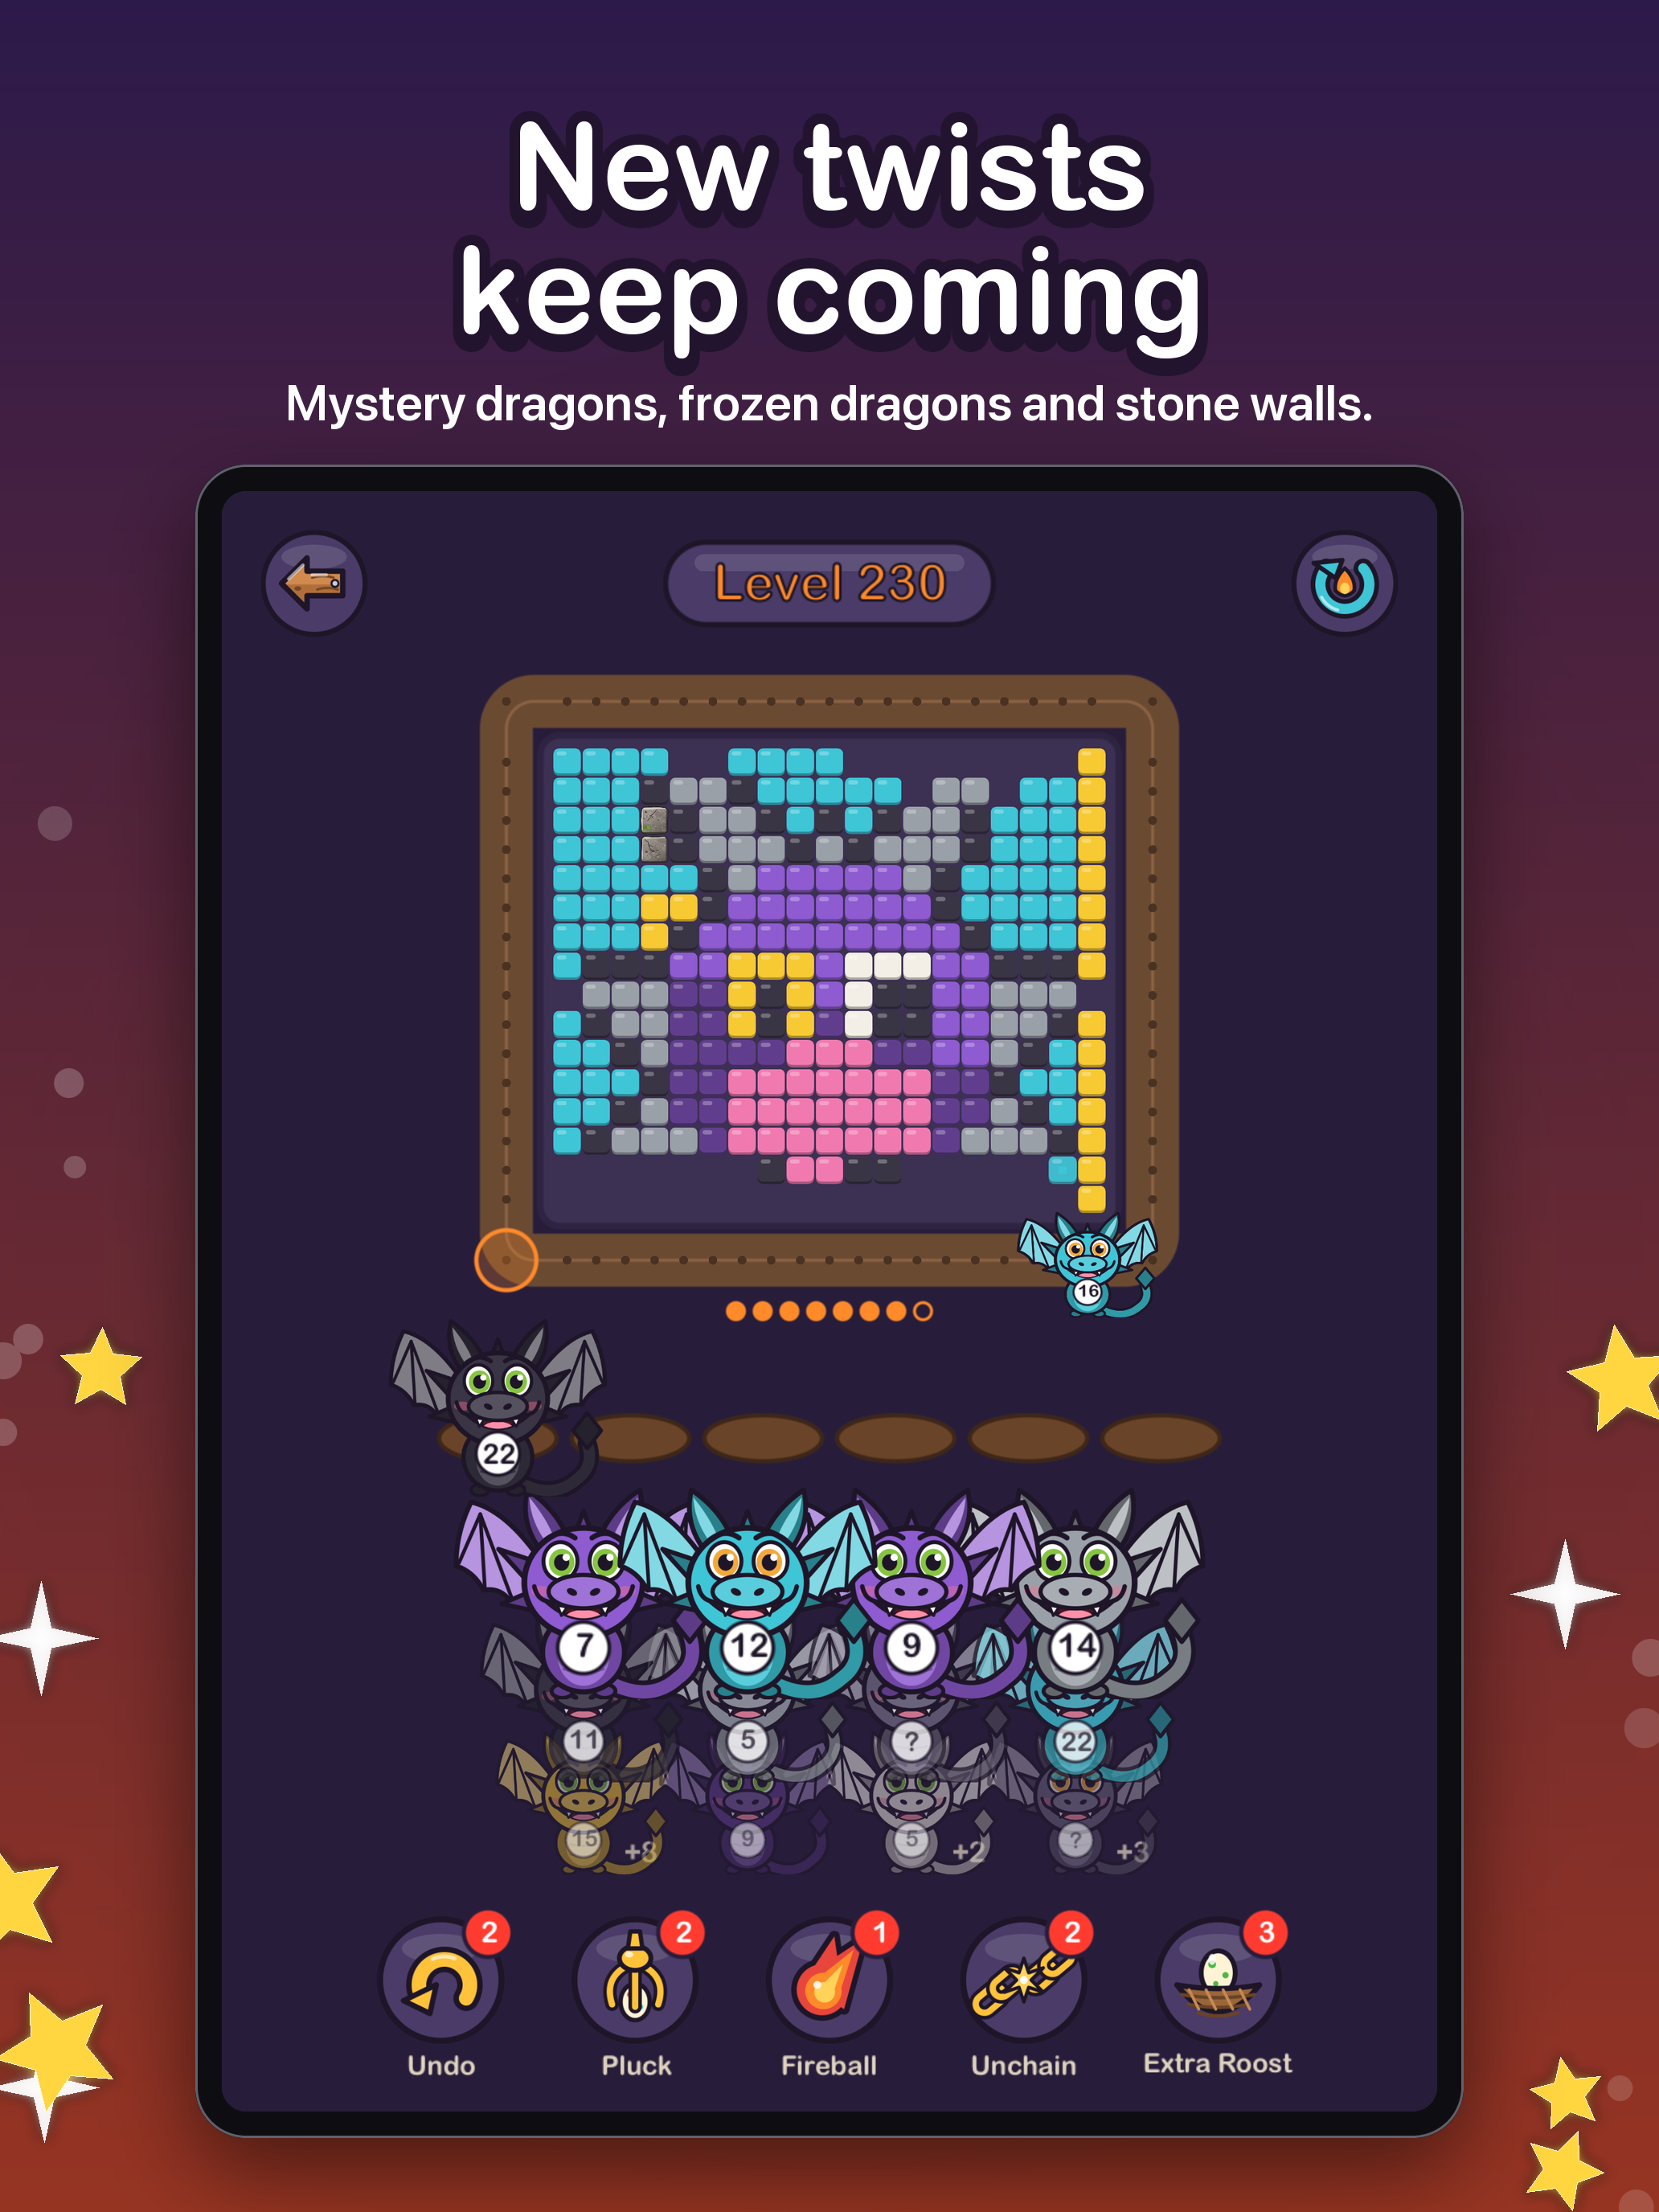 New twists
keep coming
Mystery dragons, frozen dragons and stone walls.
Level 230
16
22
7 12 9 14
11 5 ? 22
15 +8 9 5 +2 ? +3
2 2 1 2 3
Undo Pluck Fireball Unchain Extra Roost